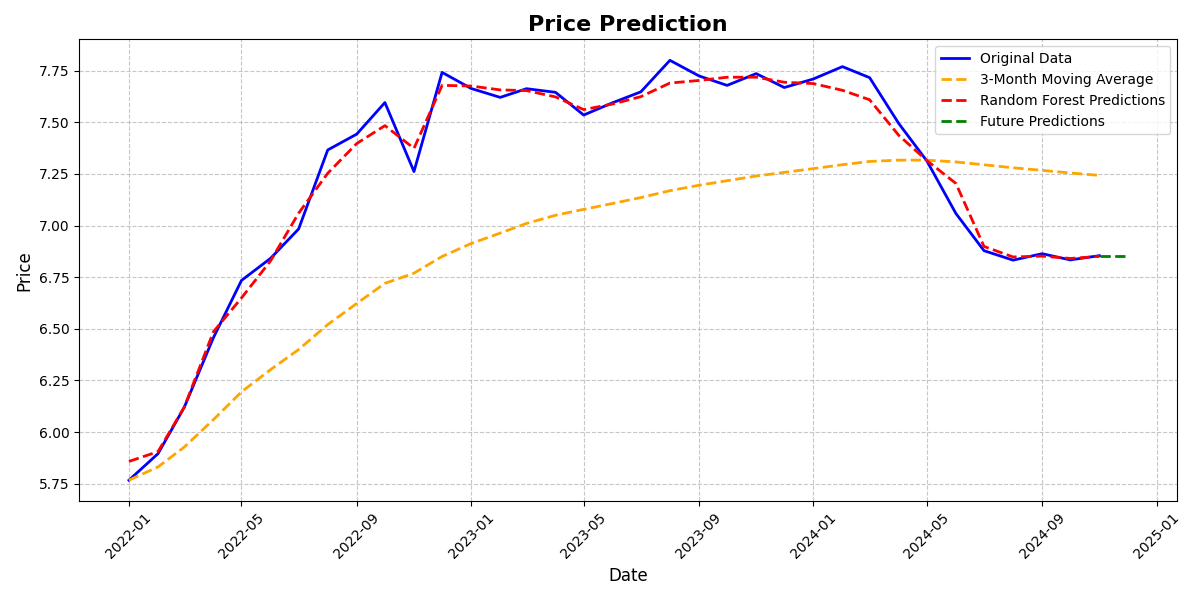 Price Prediction
Original Data
3-Month Moving Average
Random Forest Predictions
Future Predictions
Price
7.75
7.50
7.25
7.00
6.75
6.50
6.25
6.00
5.75
2022-01
2022-05
2022-09
2023-01
2023-05
2023-09
2024-01
2024-05
2024-09
2025-01
Date